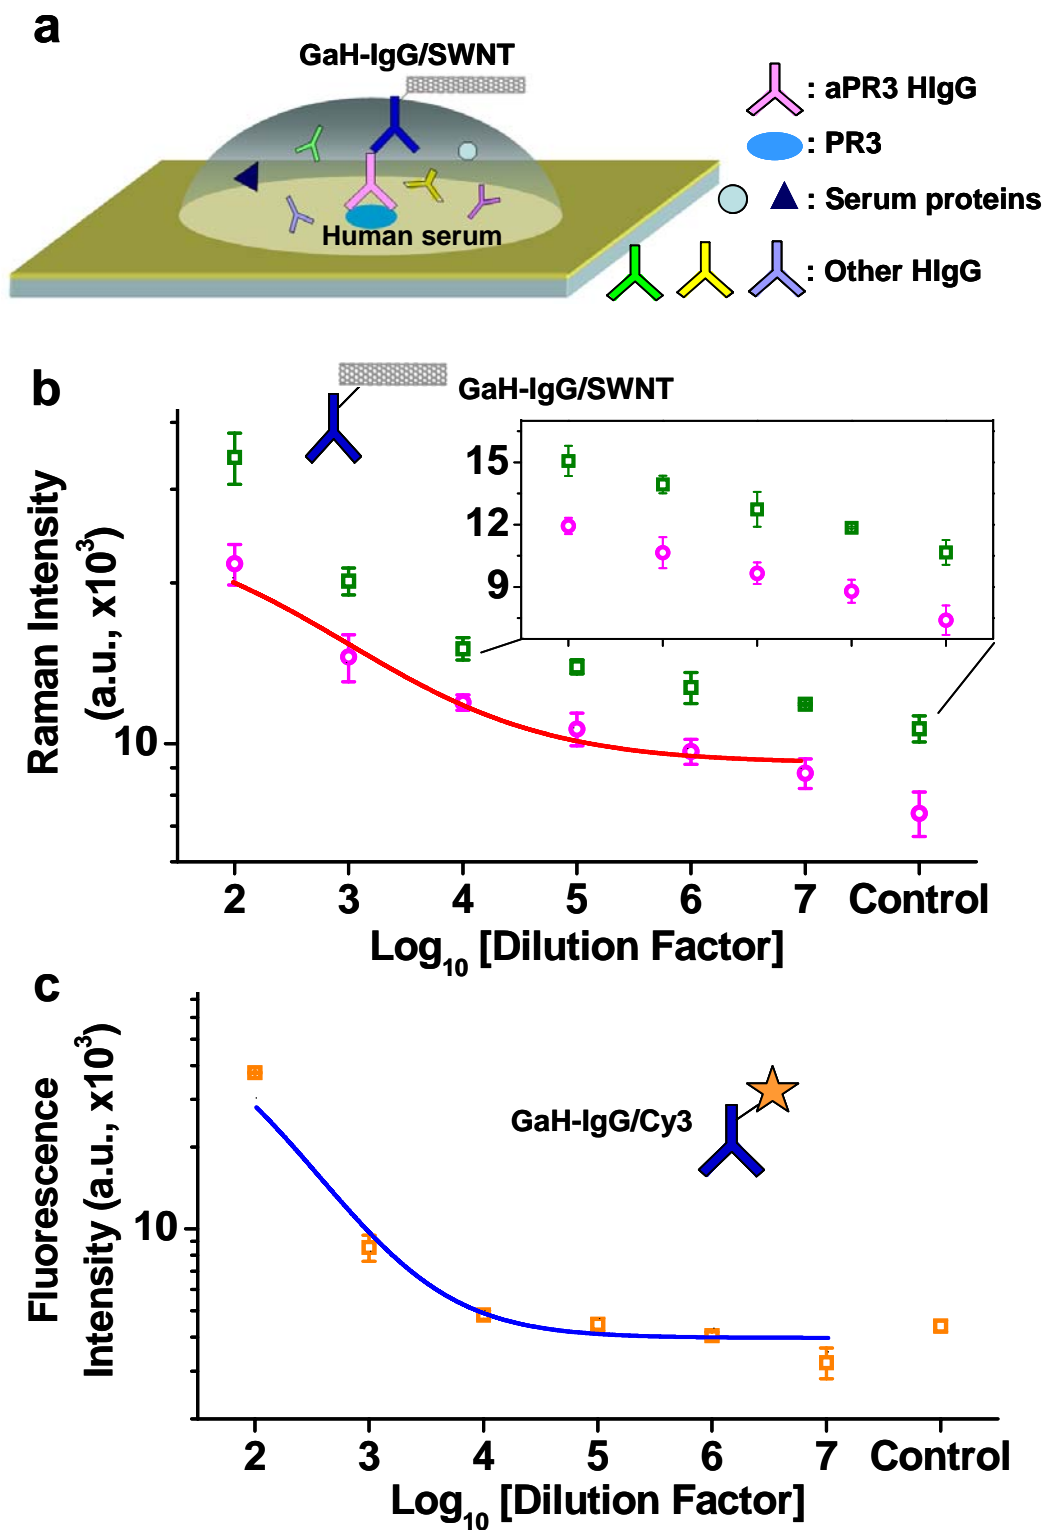 a
GaH-IgG/SWNT
: aPR3 HIgG
: PR3
: Serum proteins
: Other HIgG
Human serum
b
GaH-IgG/SWNT
Raman Intensity
(a.u., x10³)
15
12
9
10
2 3 4 5 6 7 Control
Log₁₀ [Dilution Factor]
c
Fluorescence
Intensity (a.u., x10³)
GaH-IgG/Cy3
10
2 3 4 5 6 7 Control
Log₁₀ [Dilution Factor]